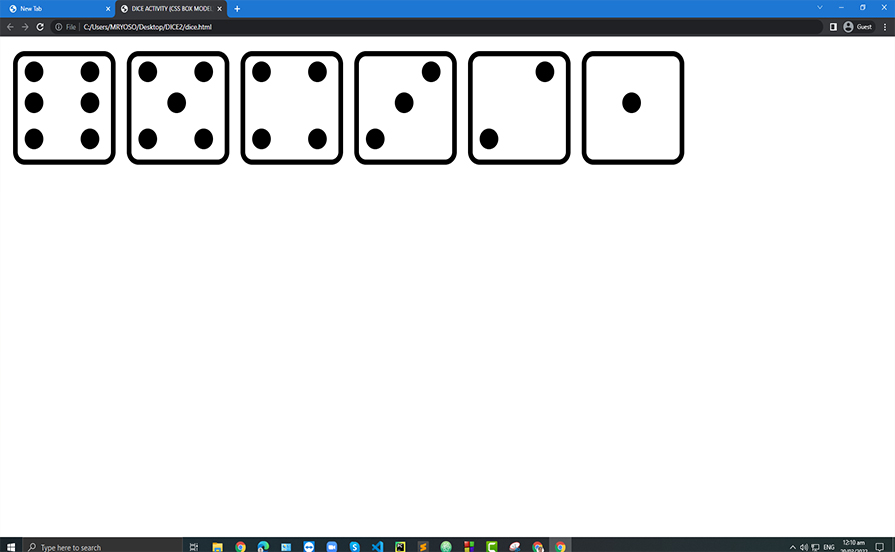 New Tab
DICE ACTIVITY (CSS BOX MODEL
File
C:/Users/MRYOSO/Desktop/DICE2/dice.html
Guest
Type here to search
ENG
12:10 am